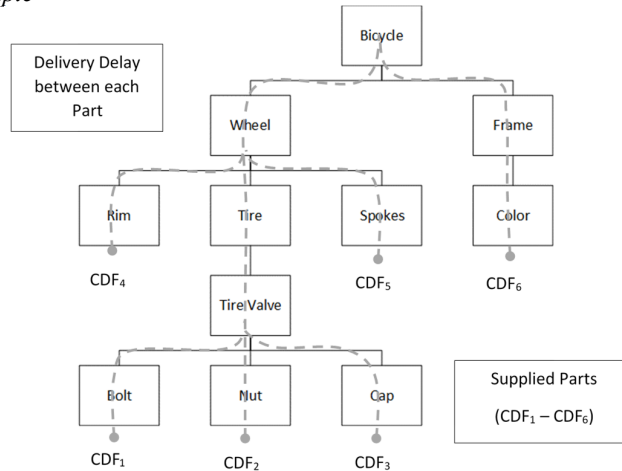 Bicycle
Delivery Delay
between each
Part
Wheel
Frame
Rim
Tire
Spokes
Color
CDF₄
CDF₅
CDF₆
Tire Valve
Bolt
Nut
Cap
Supplied Parts
(CDF₁ – CDF₆)
CDF₁
CDF₂
CDF₃